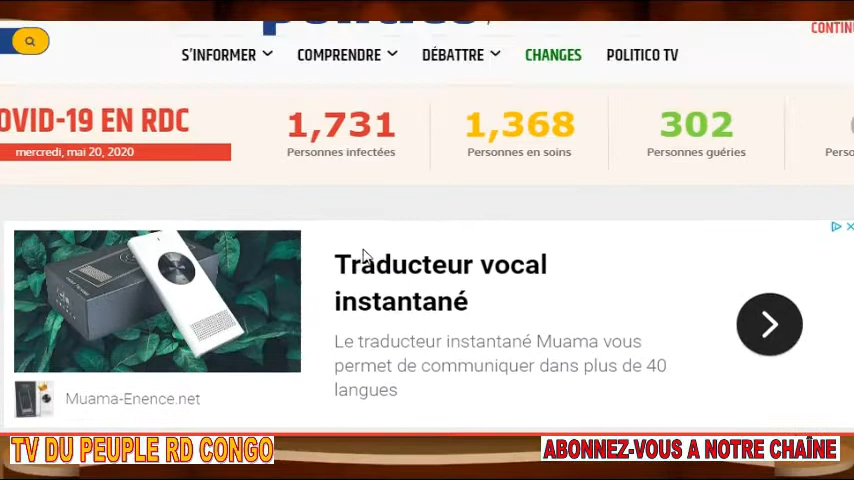 CONTIN
S'INFORMER COMPRENDRE DÉBATTRE CHANGES POLITICO TV
OVID-19 EN RDC
mercredi, mai 20, 2020
1,731
Personnes infectées
1,368
Personnes en soins
302
Personnes guéries
Perso
Traducteur vocal
instantané
Le traducteur instantané Muama vous
permet de communiquer dans plus de 40
langues
Muama-Enence.net
TV DU PEUPLE RD CONGO
ABONNEZ-VOUS A NOTRE CHAÎNE